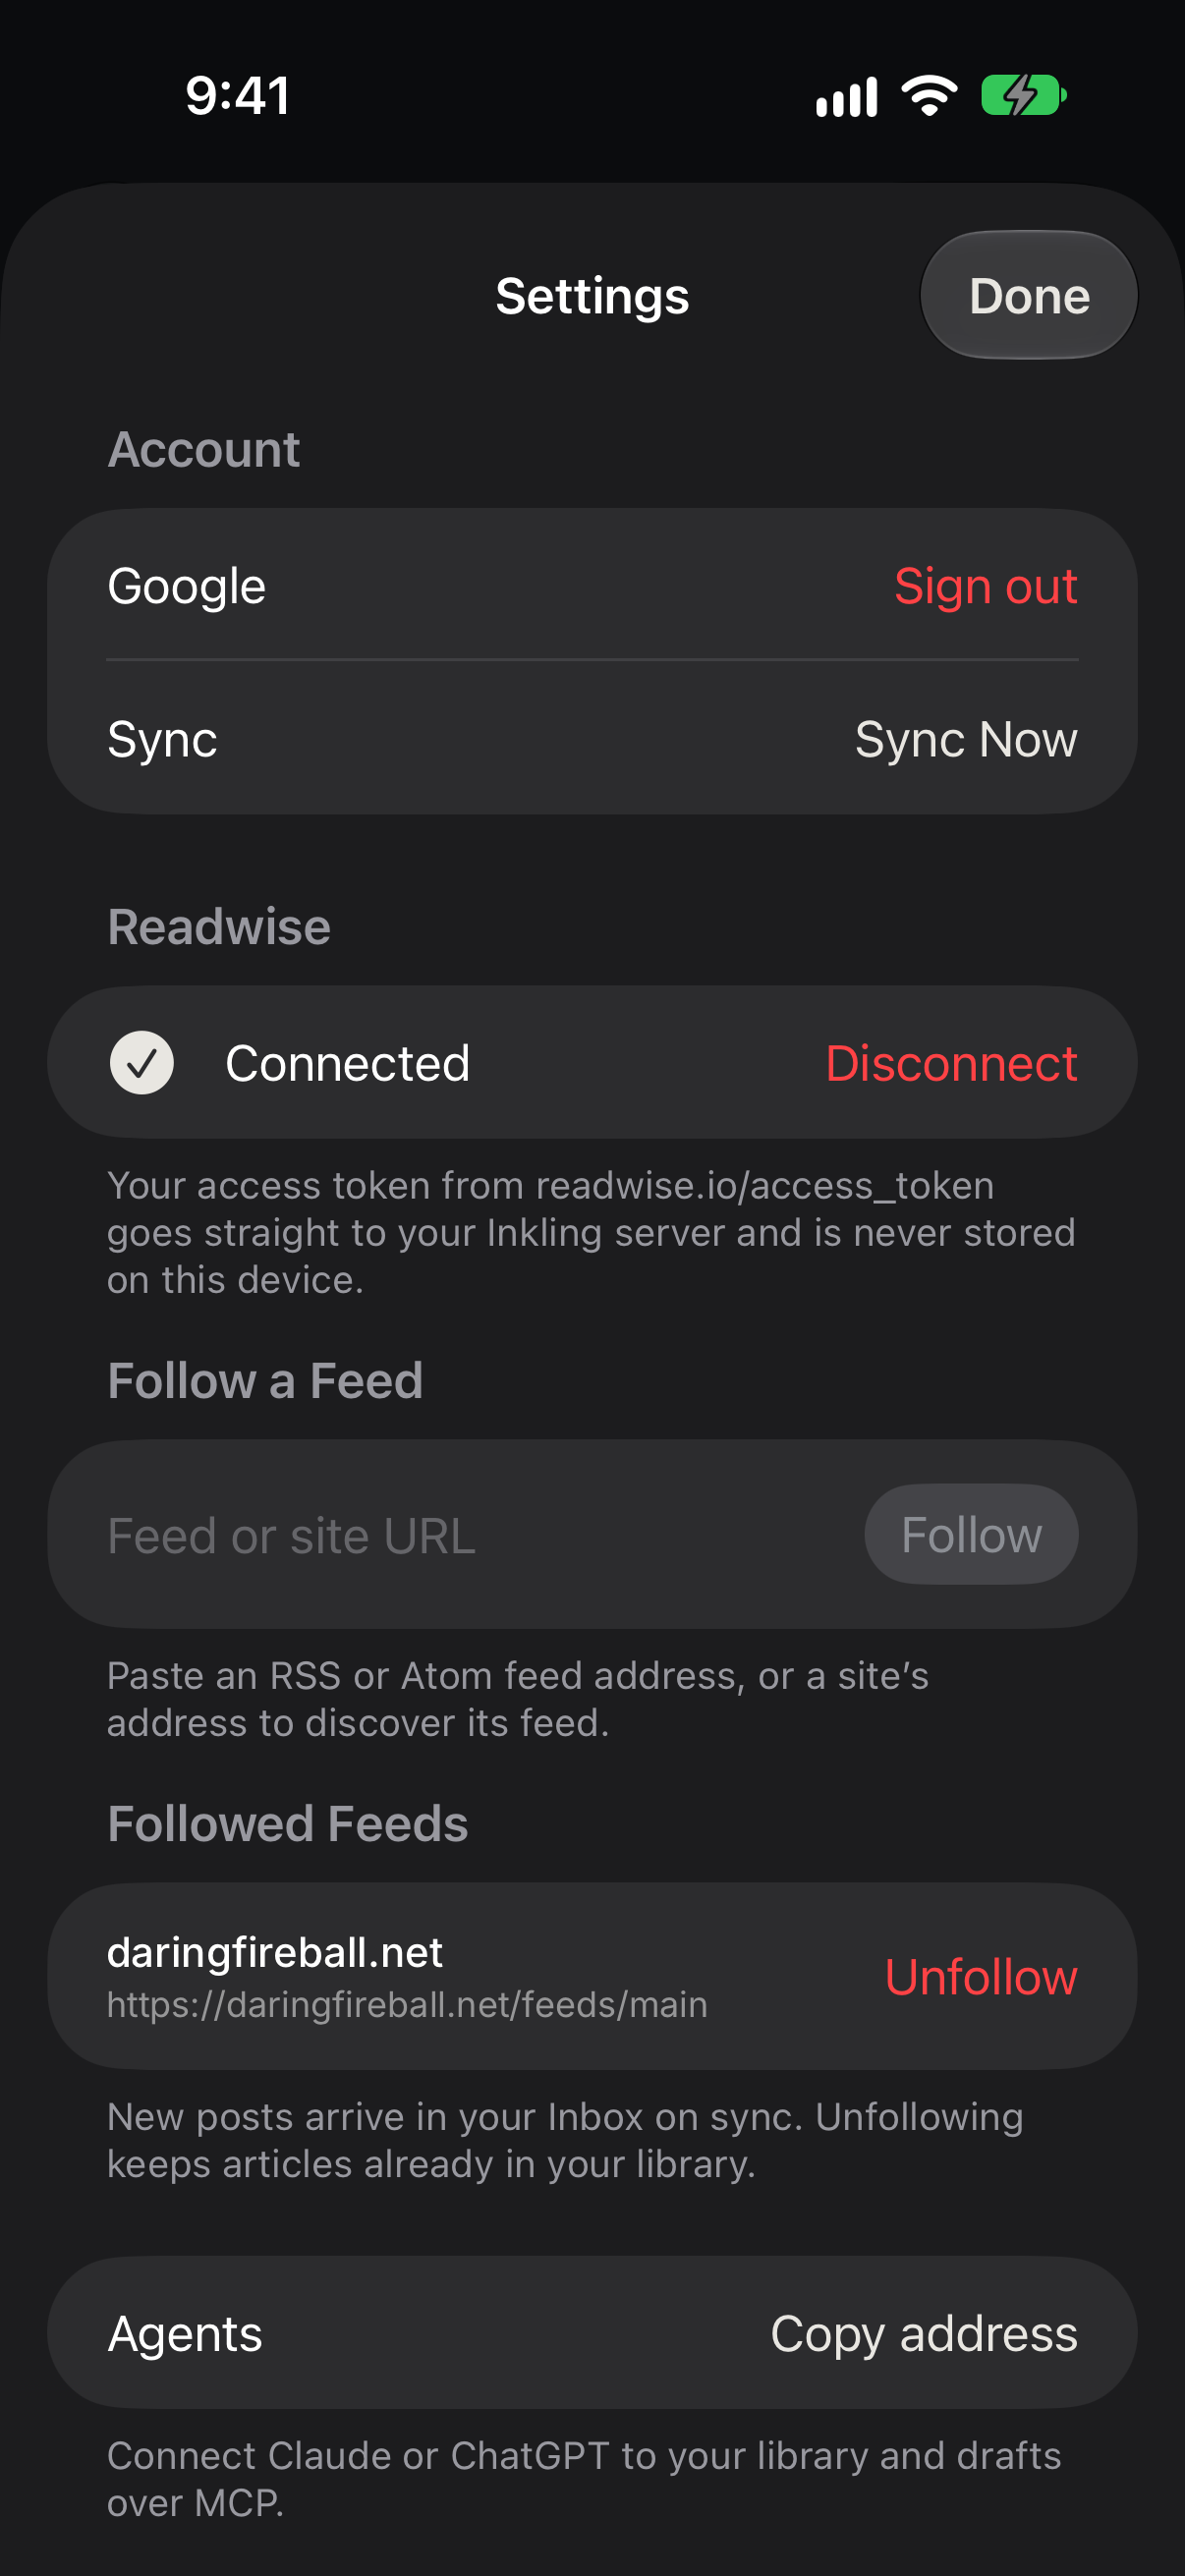 9:41
Settings
Done
Account
Google
Sign out
Sync
Sync Now
Readwise
Connected
Disconnect
Your access token from readwise.io/access_token
goes straight to your Inkling server and is never stored
on this device.
Follow a Feed
Feed or site URL
Follow
Paste an RSS or Atom feed address, or a site’s
address to discover its feed.
Followed Feeds
daringfireball.net
https://daringfireball.net/feeds/main
Unfollow
New posts arrive in your Inbox on sync. Unfollowing
keeps articles already in your library.
Agents
Copy address
Connect Claude or ChatGPT to your library and drafts
over MCP.